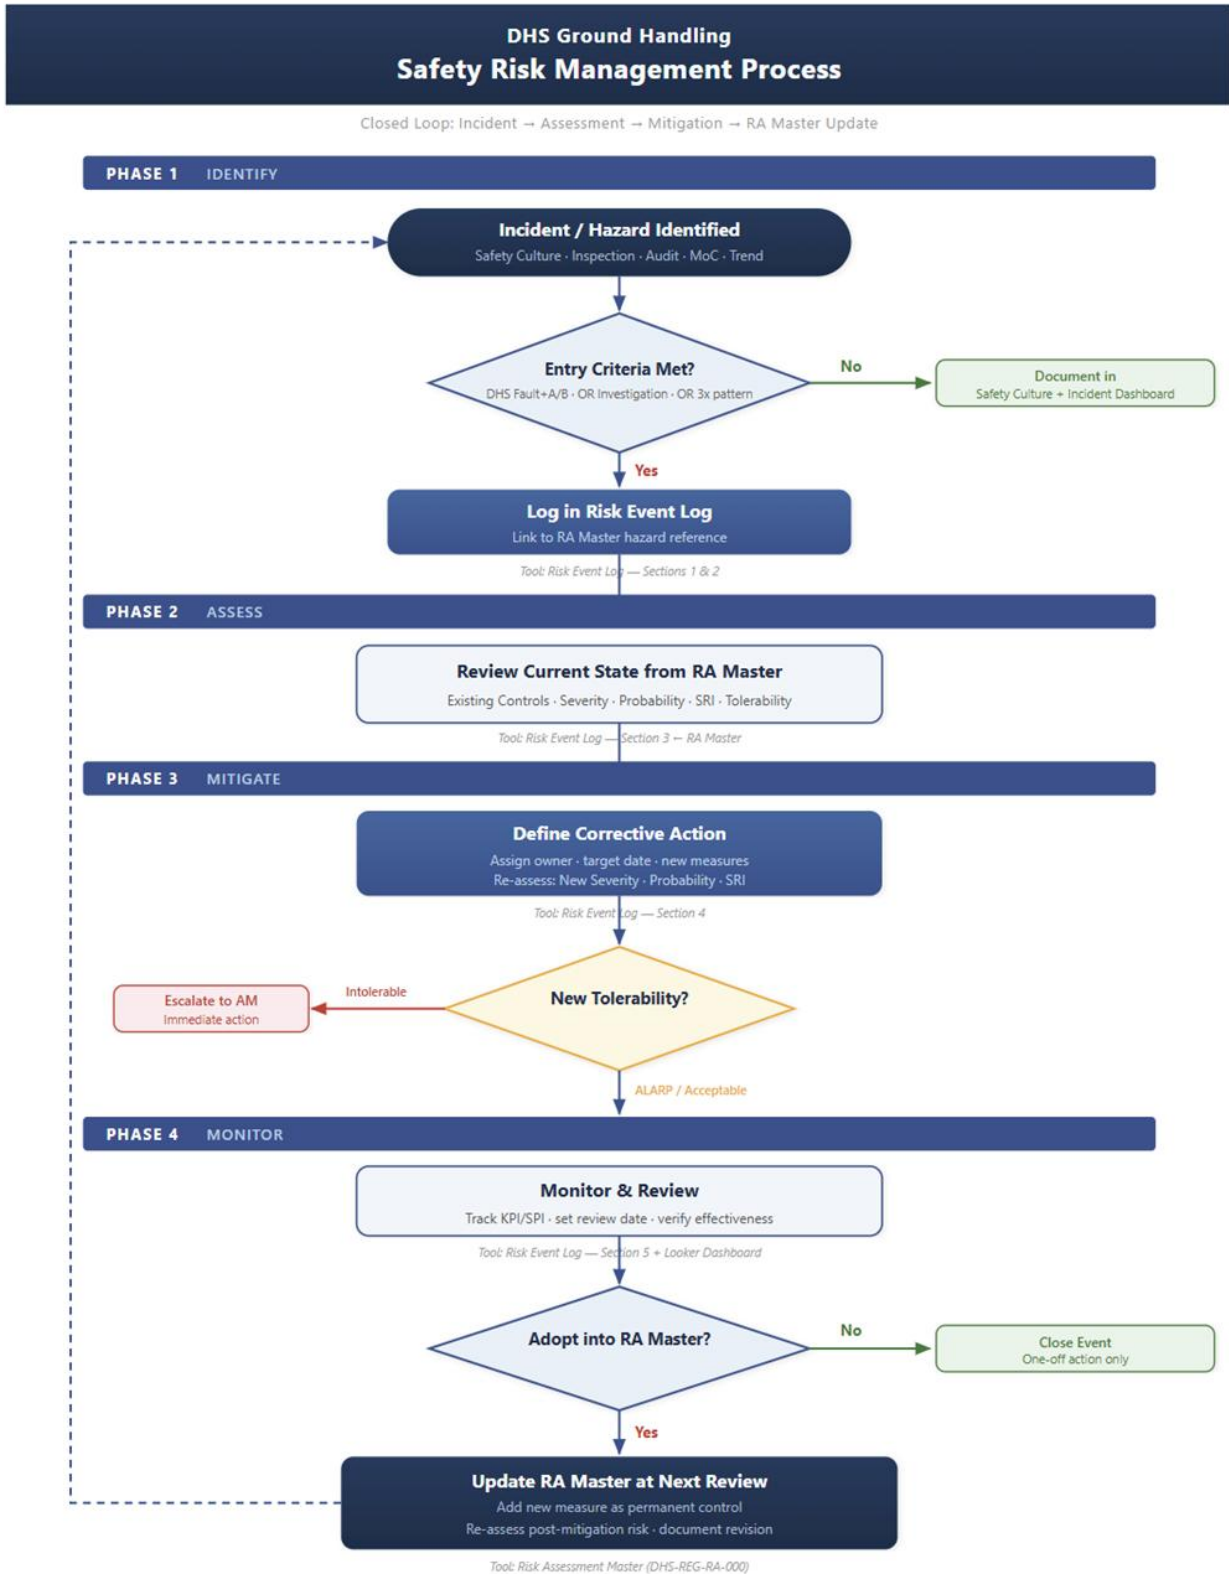 DHS Ground Handling
Safety Risk Management Process
Closed Loop: Incident → Assessment → Mitigation → RA Master Update
PHASE 1 IDENTIFY
Incident / Hazard Identified
Safety Culture · Inspection · Audit · MoC · Trend
Entry Criteria Met?
DHS Fault+A/B · OR Investigation · OR 3x pattern
No
Document in
Safety Culture + Incident Dashboard
Yes
Log in Risk Event Log
Link to RA Master hazard reference
Tool: Risk Event Log — Sections 1 & 2
PHASE 2 ASSESS
Review Current State from RA Master
Existing Controls · Severity · Probability · SRI · Tolerability
Tool: Risk Event Log — Section 3 ← RA Master
PHASE 3 MITIGATE
Define Corrective Action
Assign owner · target date · new measures
Re-assess: New Severity · Probability · SRI
Tool: Risk Event Log — Section 4
New Tolerability?
Intolerable
Escalate to AM
Immediate action
ALARP / Acceptable
PHASE 4 MONITOR
Monitor & Review
Track KPI/SPI · set review date · verify effectiveness
Tool: Risk Event Log — Section 5 + Looker Dashboard
Adopt into RA Master?
No
Close Event
One-off action only
Yes
Update RA Master at Next Review
Add new measure as permanent control
Re-assess post-mitigation risk · document revision
Tool: Risk Assessment Master (DHS-REG-RA-000)